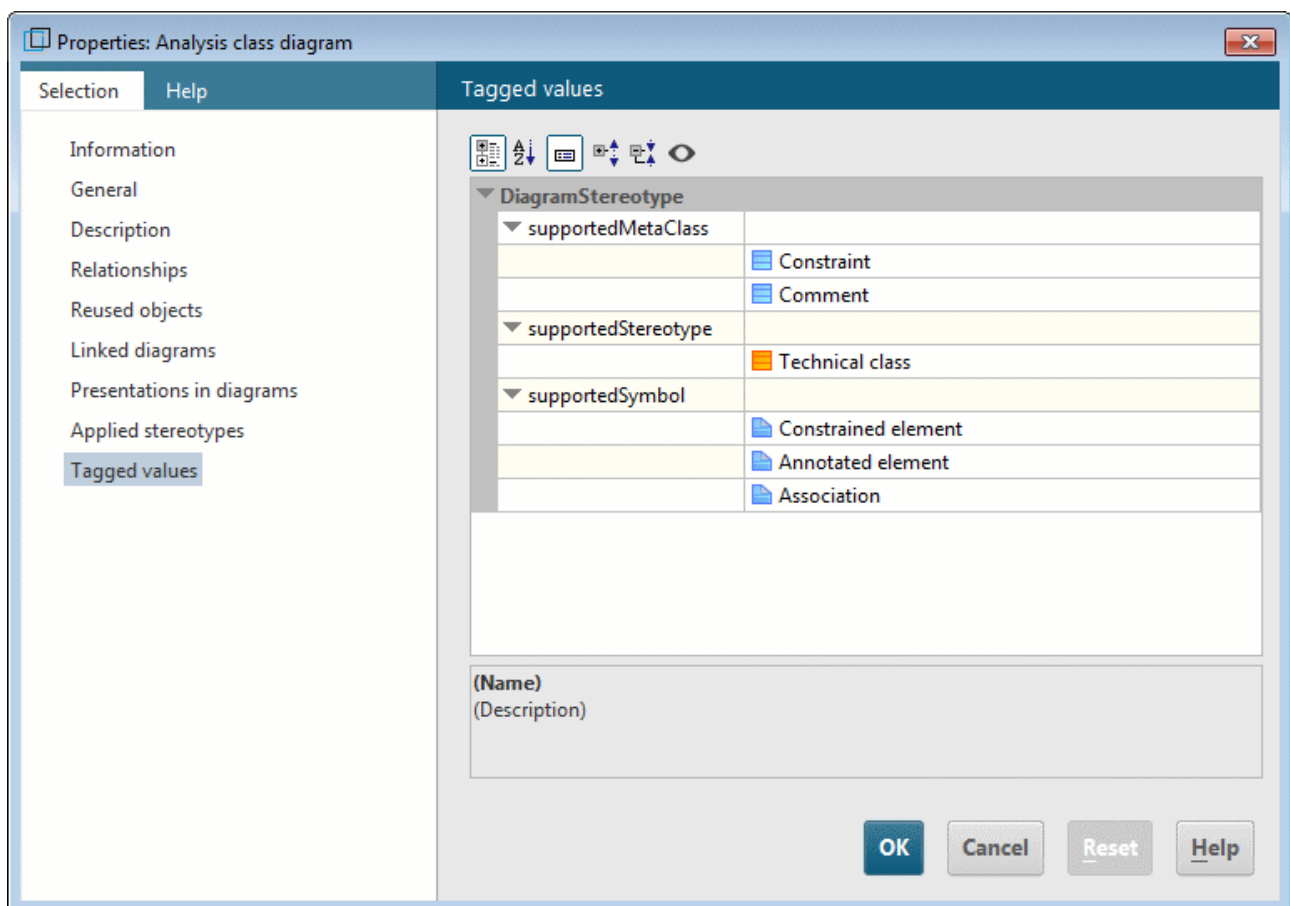 Properties: Analysis class diagram
Selection Help
Tagged values
Information
General
Description
Relationships
Reused objects
Linked diagrams
Presentations in diagrams
Applied stereotypes
Tagged values
A
Z
DiagramStereotype
supportedMetaClass
Constraint
Comment
supportedStereotype
Technical class
supportedSymbol
Constrained element
Annotated element
Association
(Name)
(Description)
OK Cancel Reset Help